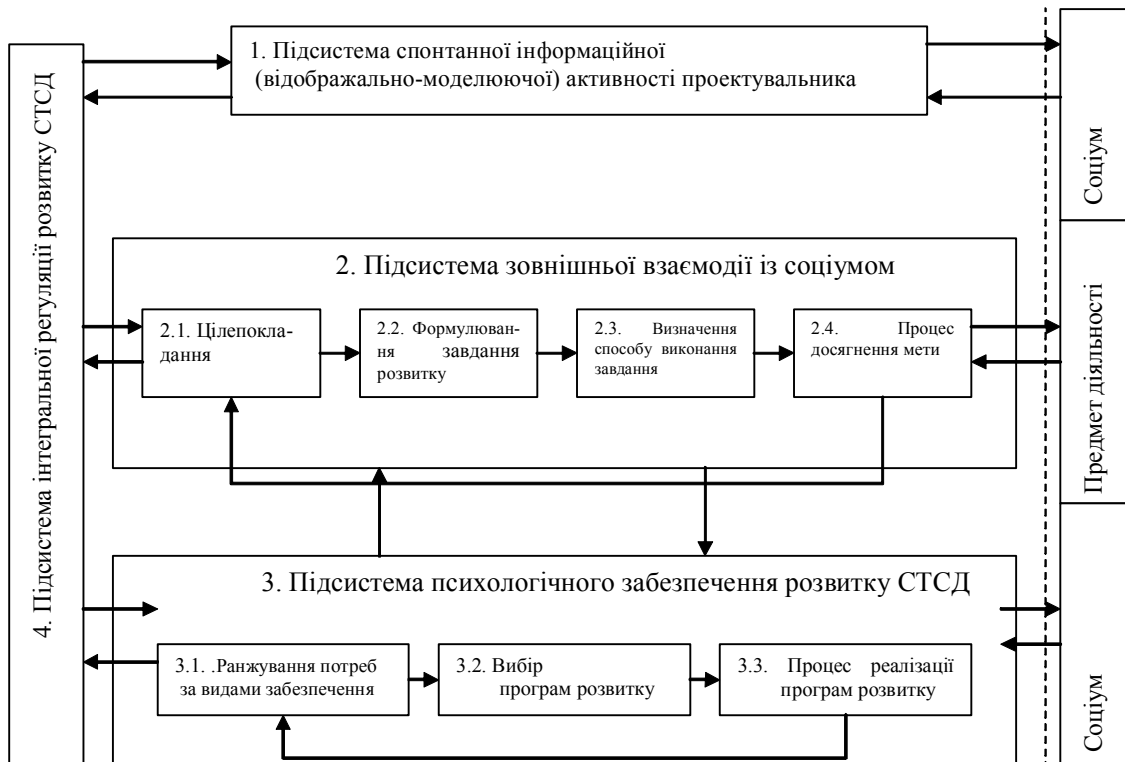 4. Підсистема інтегральної регуляції розвитку СТСД
1. Підсистема спонтанної інформаційної
(відображально-моделюючої) активності проектувальника
Соціум
2. Підсистема зовнішньої взаємодії із соціумом
2.1. Цілепокла-
дання
2.2. Формулюван-
ня завдання
розвитку
2.3. Визначення
способу виконання
завдання
2.4. Процес
досягнення мети
Предмет діяльності
3. Підсистема психологічного забезпечення розвитку СТСД
3.1. .Ранжування потреб
за видами забезпечення
3.2. Вибір
програм розвитку
3.3. Процес реалізації
програм розвитку
Соціум